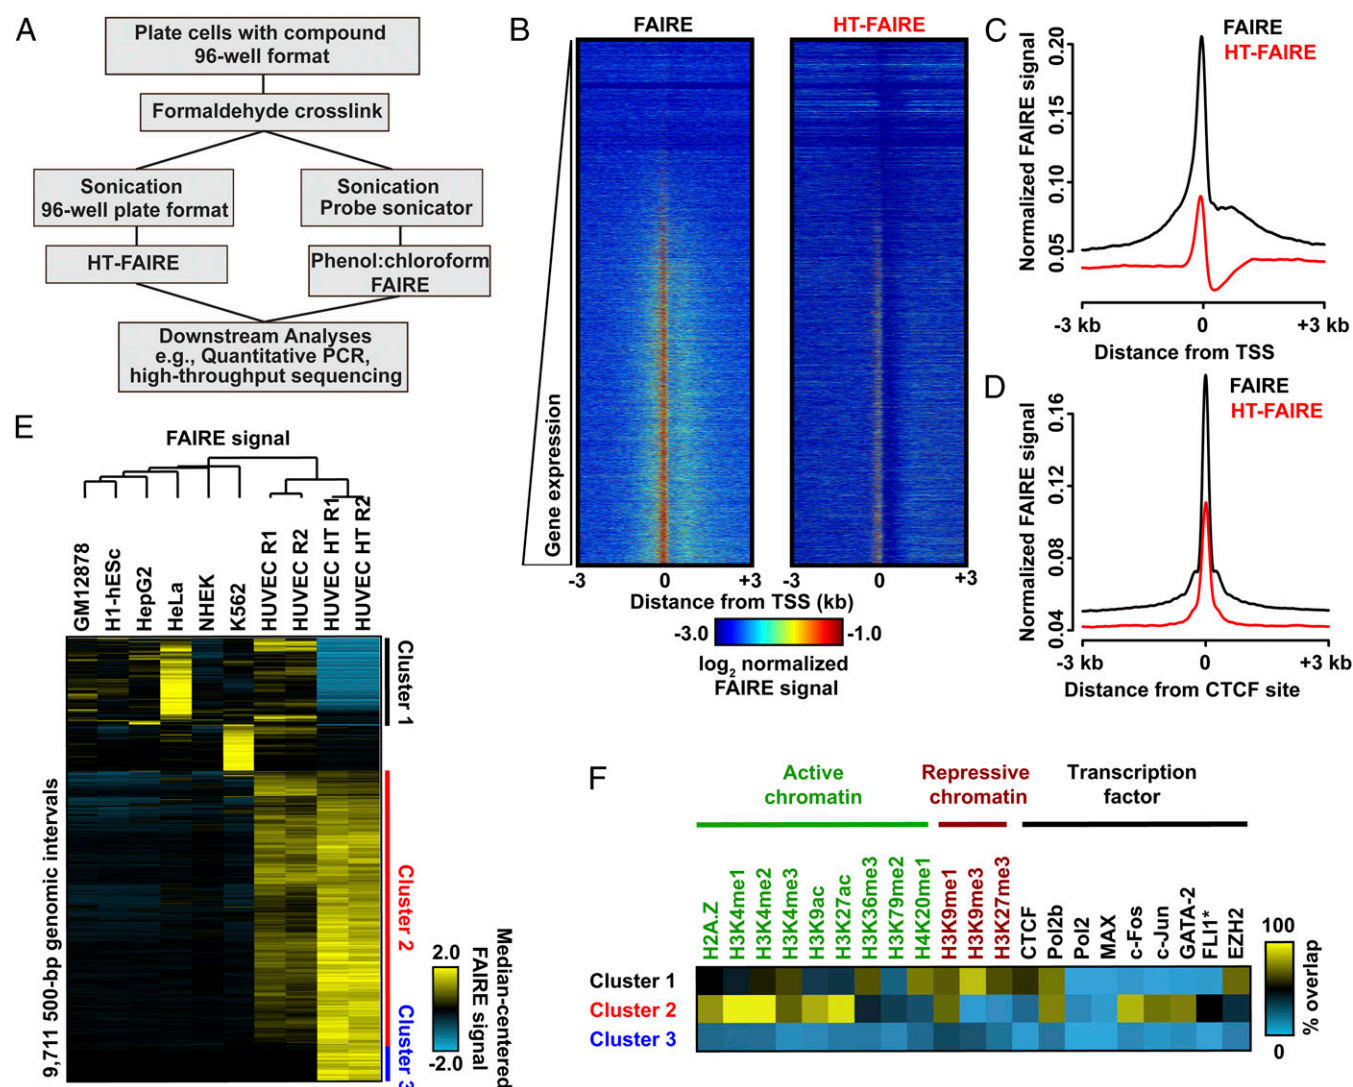 A
Plate cells with compound
96-well format
Formaldehyde crosslink
Sonication
96-well plate format
Sonication
Probe sonicator
HT-FAIRE
Phenol:chloroform
FAIRE
Downstream Analyses
e.g., Quantitative PCR,
high-throughput sequencing
B
FAIRE
HT-FAIRE
Gene expression
-3
0
+3
-3
0
+3
Distance from TSS (kb)
-3.0
-1.0
log2 normalized
FAIRE signal
C
FAIRE
HT-FAIRE
Normalized FAIRE signal
0.20
0.15
0.10
0.05
-3 kb
0
+3 kb
Distance from TSS
D
FAIRE
HT-FAIRE
Normalized FAIRE signal
0.16
0.12
0.08
0.04
-3 kb
0
+3 kb
Distance from CTCF site
E
FAIRE signal
GM12878
H1-hESc
HepG2
HeLa
NHEK
K562
HUVEC R1
HUVEC R2
HUVEC HT R1
HUVEC HT R2
9,711 500-bp genomic intervals
Cluster 1
Cluster 2
Cluster 3
2.0
-2.0
Median-centered
FAIRE signal
F
Active
chromatin
Repressive
chromatin
Transcription
factor
H2A.Z
H3K4me1
H3K4me2
H3K4me3
H3K9ac
H3K27ac
H3K36me3
H3K79me2
H4K20me1
H3K9me1
H3K9me3
H3K27me3
CTCF
Pol2b
Pol2
MAX
c-Fos
c-Jun
GATA-2
FLI1*
EZH2
Cluster 1
Cluster 2
Cluster 3
100
0
% overlap